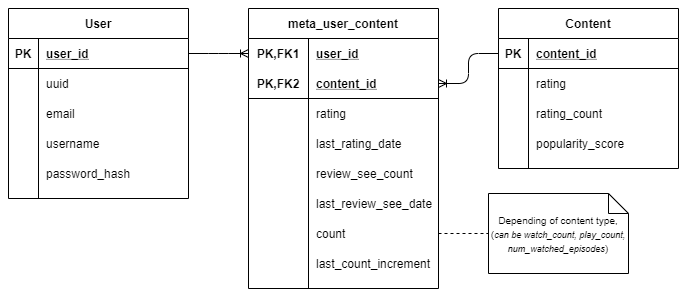 User
PK user_id
uuid
email
username
password_hash
meta_user_content
PK,FK1 user_id
PK,FK2 content_id
rating
last_rating_date
review_see_count
last_review_see_date
count
last_count_increment
Content
PK content_id
rating
rating_count
popularity_score
Depending of content type,
(can be watch_count, play_count,
num_watched_episodes)